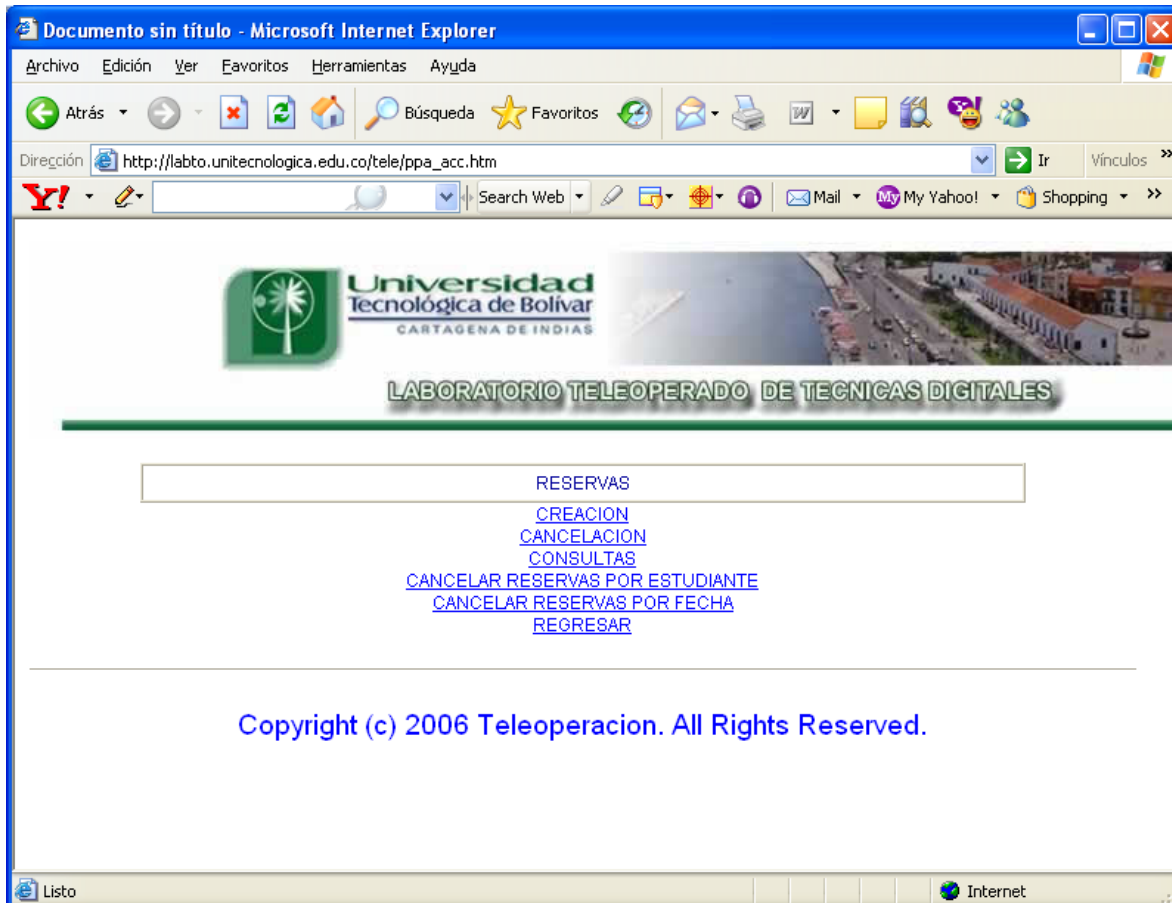 Documento sin título - Microsoft Internet Explorer
Archivo Edición Ver Favoritos Herramientas Ayuda
Atrás Búsqueda Favoritos
Dirección http://labto.unitecnologica.edu.co/tele/ppa_acc.htm Ir Vínculos »
Y! Search Web Mail My My Yahoo! Shopping »
Universidad
Tecnológica de Bolívar
CARTAGENA DE INDIAS
LABORATORIO TELEOPERADO DE TECNICAS DIGITALES
RESERVAS
CREACION
CANCELACION
CONSULTAS
CANCELAR RESERVAS POR ESTUDIANTE
CANCELAR RESERVAS POR FECHA
REGRESAR
Copyright (c) 2006 Teleoperacion. All Rights Reserved.
Listo Internet